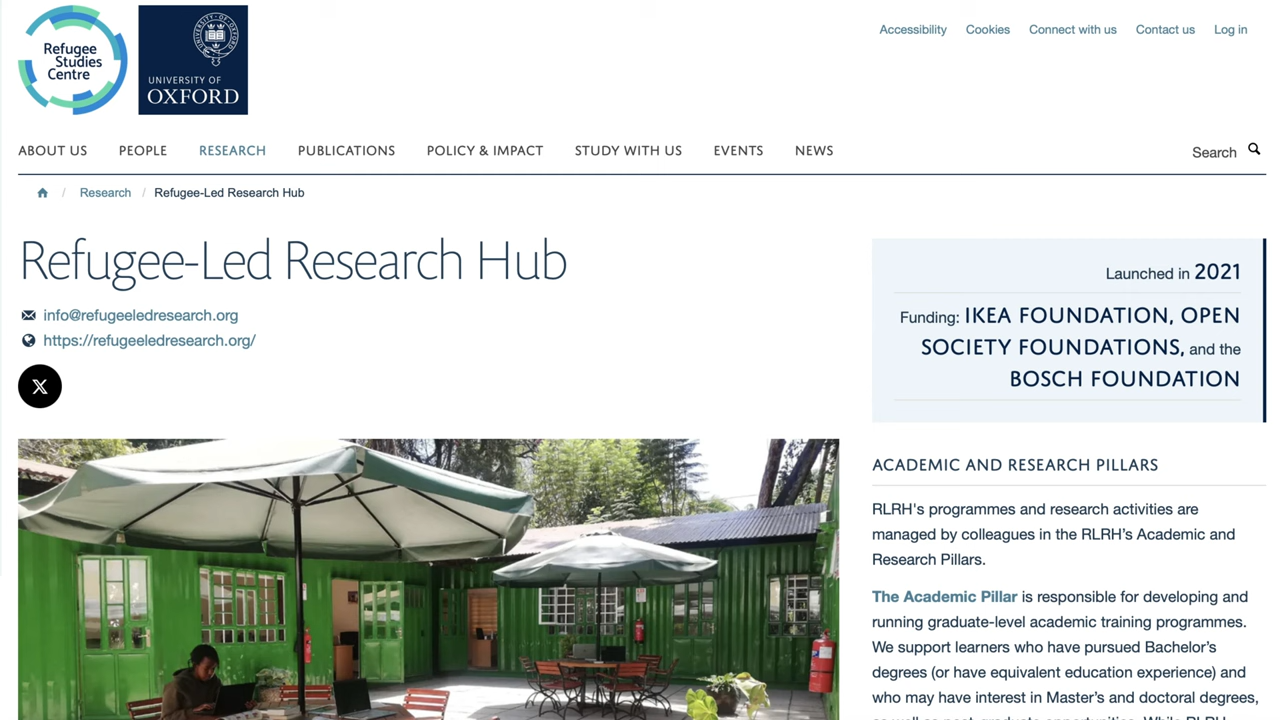 Refugee
Studies
Centre
UNIVERSITY OF
OXFORD
Accessibility Cookies Connect with us Contact us Log in
ABOUT US PEOPLE RESEARCH PUBLICATIONS POLICY & IMPACT STUDY WITH US EVENTS NEWS
Search
/ Research / Refugee-Led Research Hub
Refugee-Led Research Hub
info@refugeeledresearch.org
https://refugeeledresearch.org/
X
Launched in 2021
Funding: IKEA FOUNDATION, OPEN
SOCIETY FOUNDATIONS, and the
BOSCH FOUNDATION
ACADEMIC AND RESEARCH PILLARS
RLRH's programmes and research activities are
managed by colleagues in the RLRH’s Academic and
Research Pillars.
The Academic Pillar is responsible for developing and
running graduate-level academic training programmes.
We support learners who have pursued Bachelor’s
degrees (or have equivalent education experience) and
who may have interest in Master’s and doctoral degrees,